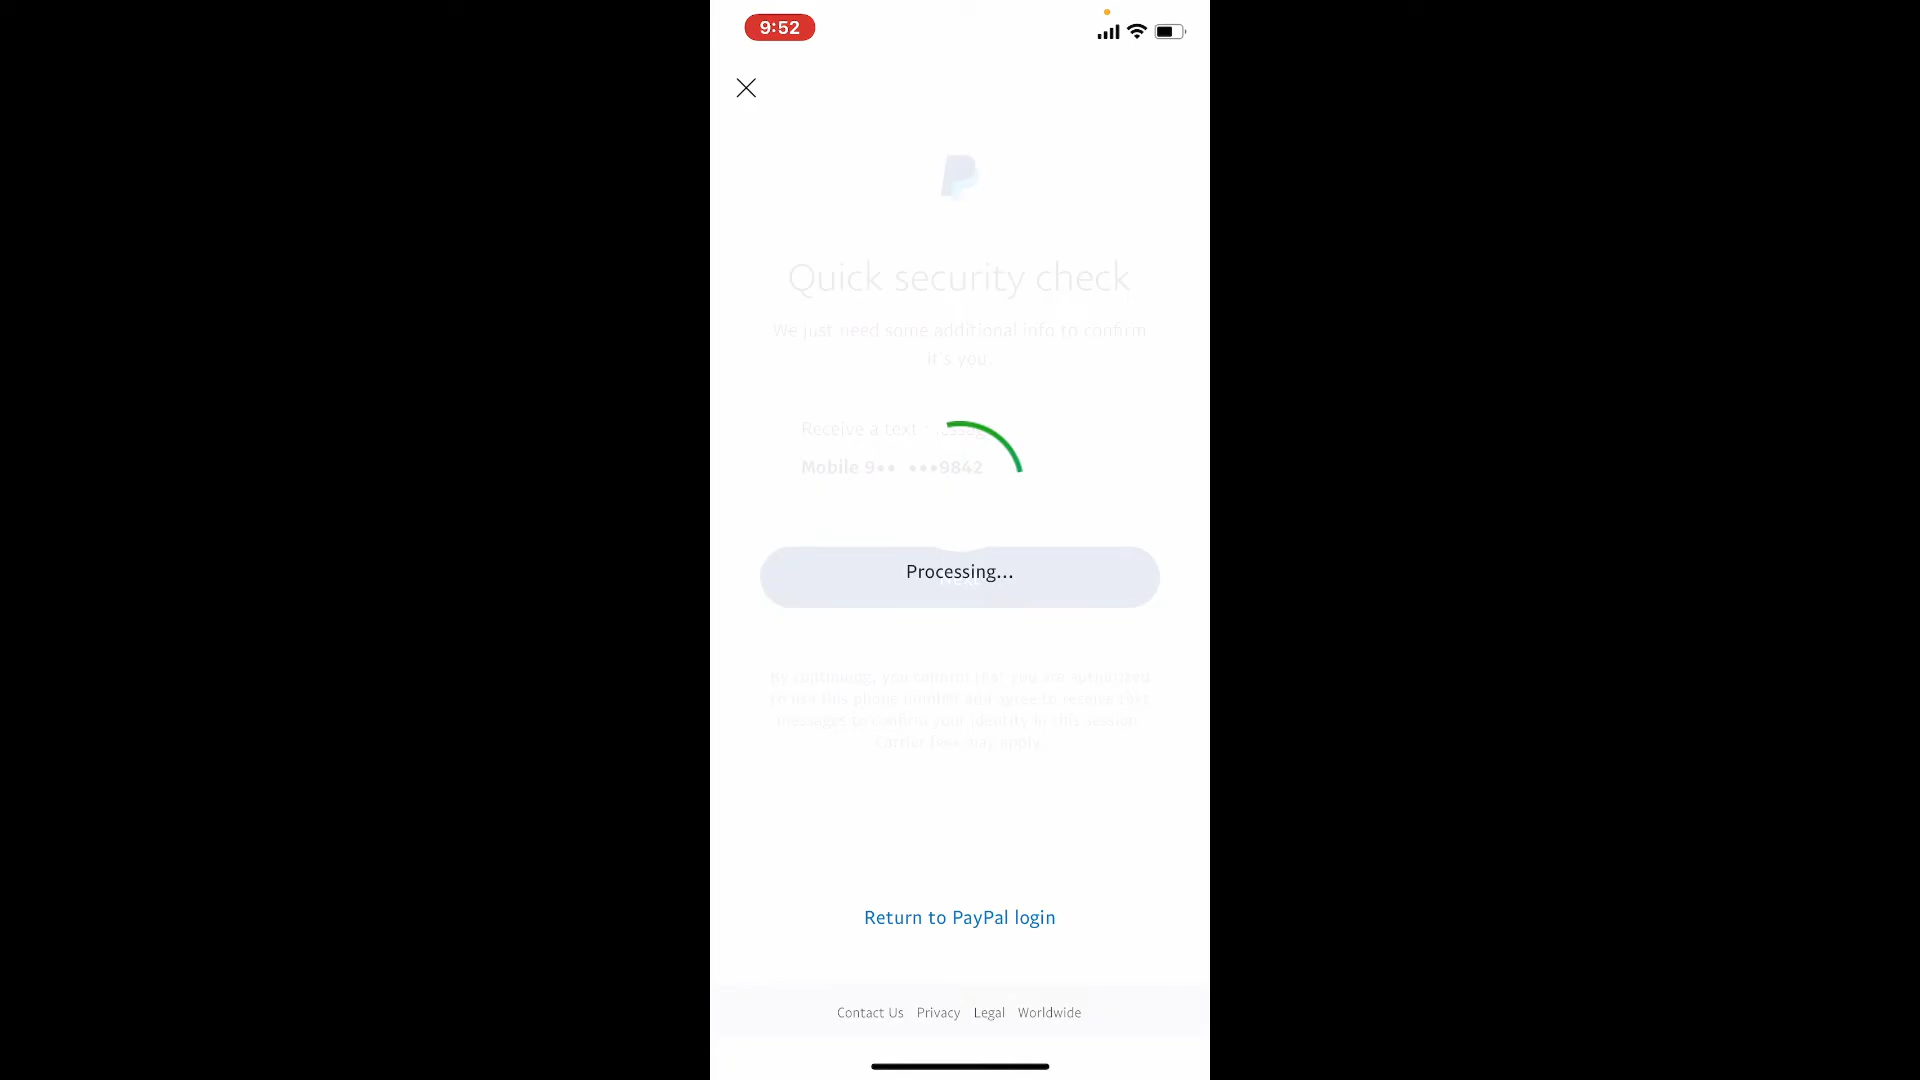 9:52
Quick security check
We just need some additional info to confirm
it's you.
Receive a text
Mobile 9•• •••9842
Processing...
By continuing, you confirm that you are authorized
to use this phone number and agree to receive text
messages to confirm your identity in this session.
Carrier fees may apply.
Return to PayPal login
Contact Us Privacy Legal Worldwide